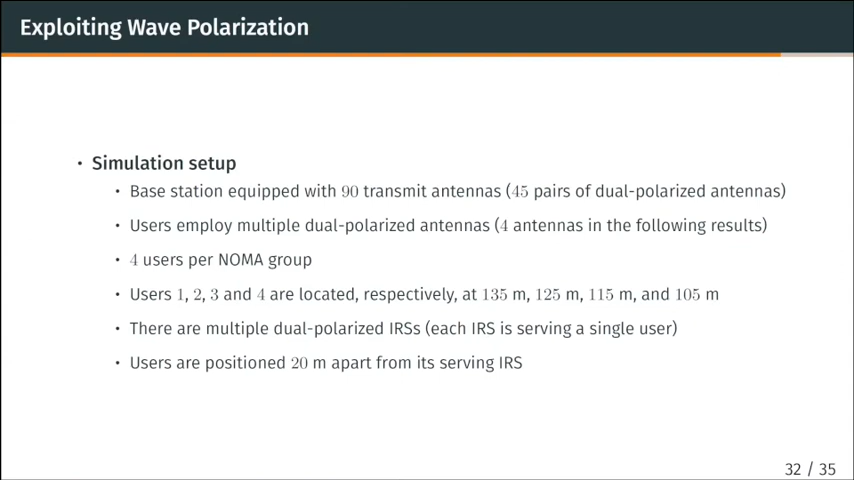 Exploiting Wave Polarization
• Simulation setup
• Base station equipped with 90 transmit antennas (45 pairs of dual-polarized antennas)
• Users employ multiple dual-polarized antennas (4 antennas in the following results)
• 4 users per NOMA group
• Users 1, 2, 3 and 4 are located, respectively, at 135 m, 125 m, 115 m, and 105 m
• There are multiple dual-polarized IRSs (each IRS is serving a single user)
• Users are positioned 20 m apart from its serving IRS
32 / 35